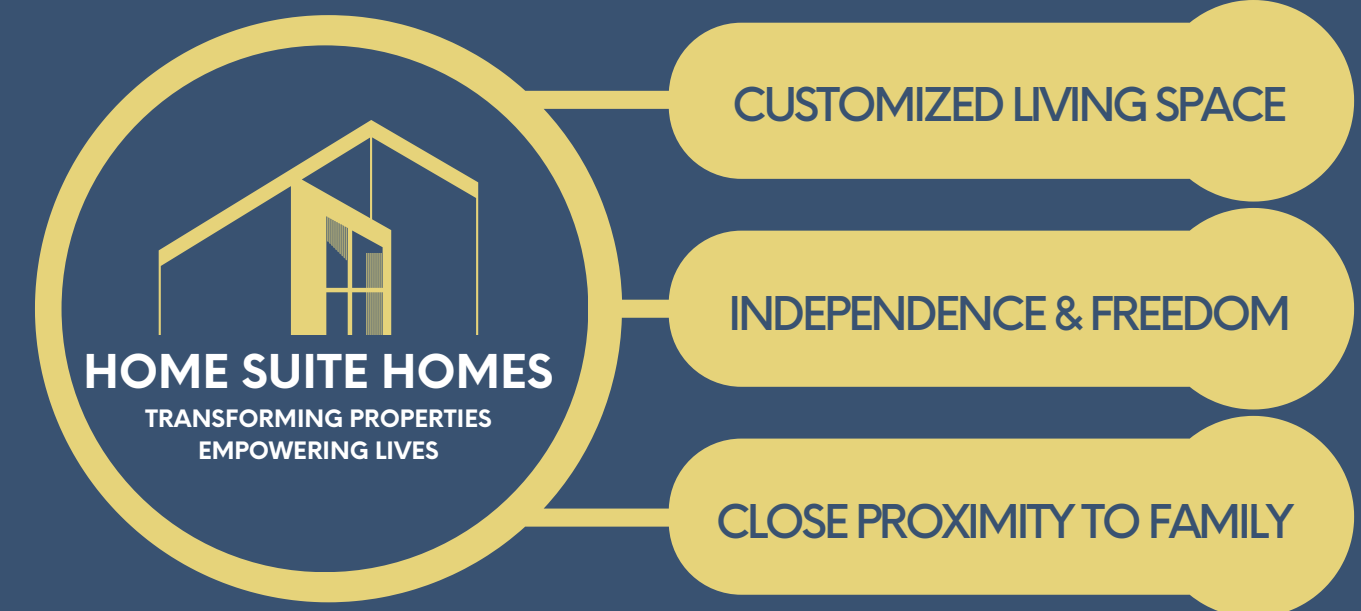 HOME SUITE HOMES
TRANSFORMING PROPERTIES
EMPOWERING LIVES
CUSTOMIZED LIVING SPACE
INDEPENDENCE & FREEDOM
CLOSE PROXIMITY TO FAMILY